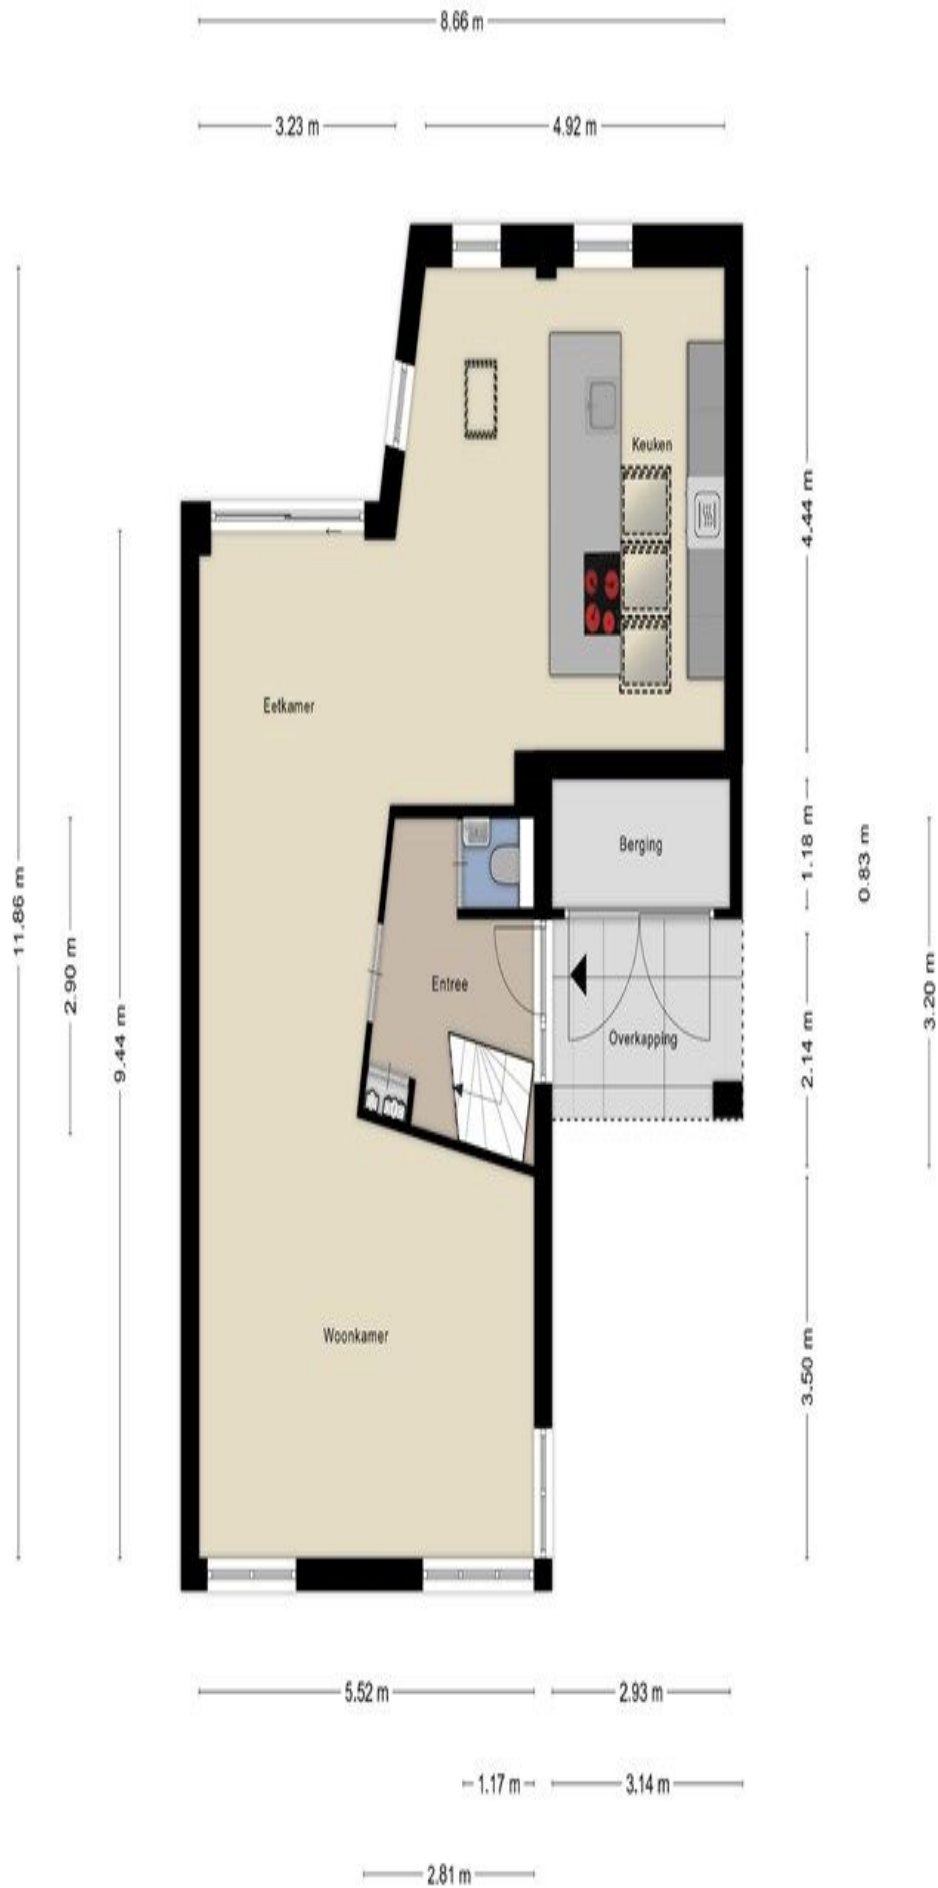 8.66 m
3.23 m
4.92 m
Keuken
4.44 m
Eetkamer
Berging
1.18 m
0.83 m
11.86 m
2.90 m
9.44 m
Entree
Overkapping
2.14 m
3.20 m
Woonkamer
3.50 m
5.52 m
2.93 m
1.17 m
3.14 m
2.81 m